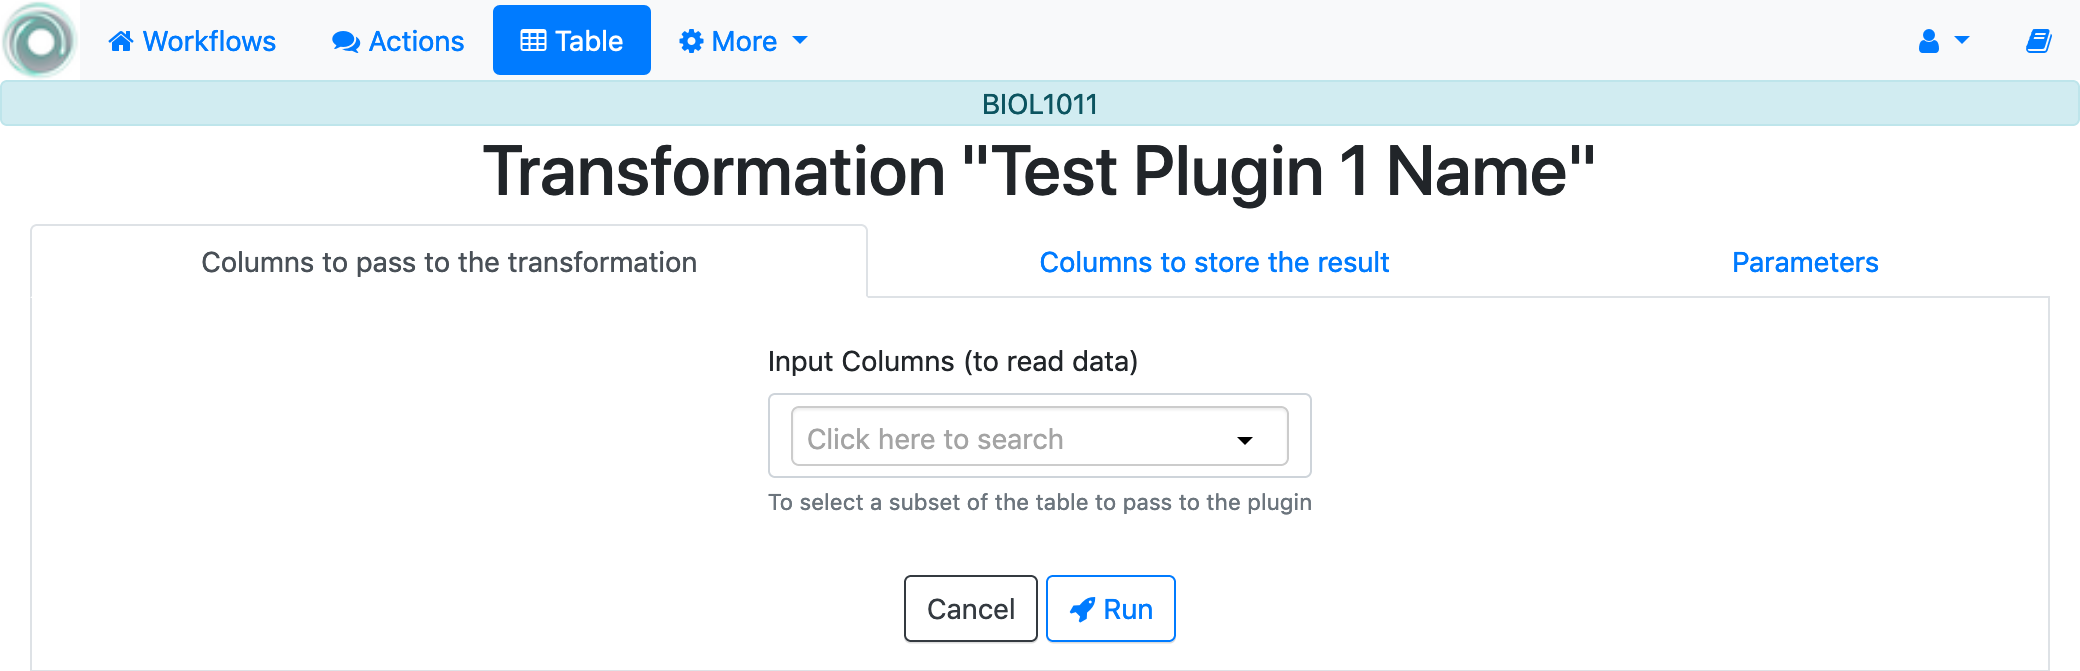 Workflows Actions Table More
BIOL1011
Transformation "Test Plugin 1 Name"
Columns to pass to the transformation Columns to store the result Parameters
Input Columns (to read data)
Click here to search
To select a subset of the table to pass to the plugin
Cancel Run